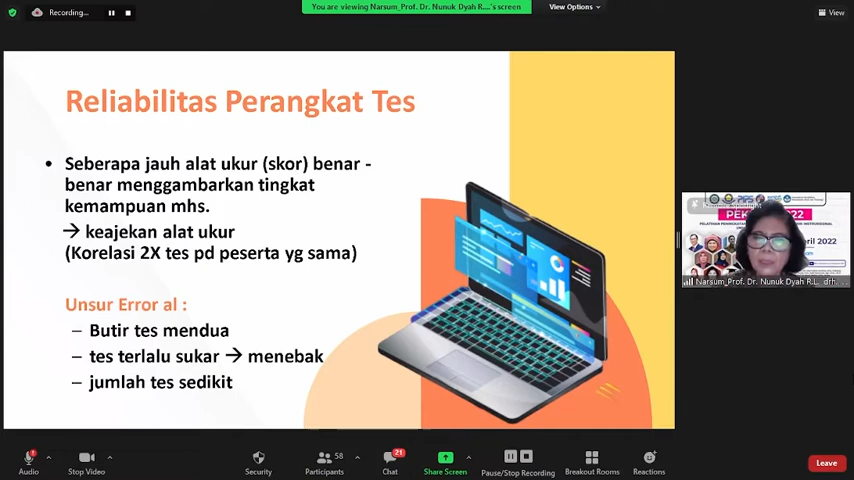 Recording...
You are viewing Narsum_Prof. Dr. Nunuk Dyah R....'s screen
View Options
View
Reliabilitas Perangkat Tes
• Seberapa jauh alat ukur (skor) benar -
benar menggambarkan tingkat
kemampuan mhs.
→ keajekan alat ukur
(Korelasi 2X tes pd peserta yg sama)
Unsur Error al :
– Butir tes mendua
– tes terlalu sukar → menebak
– jumlah tes sedikit
2022
Narsum_Prof. Dr. Nunuk Dyah R.L., drh...
Audio
Stop Video
Security
Participants
58
Chat
21
Share Screen
Pause/Stop Recording
Breakout Rooms
Reactions
Leave